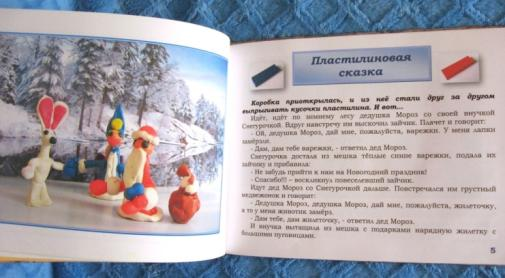 Пластилиновая
сказка
Коробка приоткрылась, и из неё стали друг за другом
выпрыгивать кусочки пластилина. И вот...
Идёт, идёт по зимнему лесу дедушка Мороз со своей внучкой
Снегурочкой. Вдруг навстречу им выскочил зайчик. Плачет и говорит:
- Ой, дедушка Мороз, дай мне, пожалуйста, варежки. У меня лапки
замёрзли.
- Дам, дам тебе варежки, - ответил дед Мороз.
Снегурочка достала из мешка тёплые синие варежки, подала их
зайчику и прибавила:
- Не забудь прийти к нам на Новогодний праздник!
- Спасибо!!! - воскликнул повеселевший зайчик.
Идут дед Мороз со Снегурочкой дальше. Повстречался им грустный
медвежонок и говорит:
- Дедушка Мороз, дедушка Мороз, дай мне, пожалуйста, жилеточку,
а то у меня животик замёрз.
- Дам тебе, дам жилеточку, - ответил дед Мороз.
И внучка вытащила из мешка с подарками нарядную жилетку с
большими пуговицами.
5